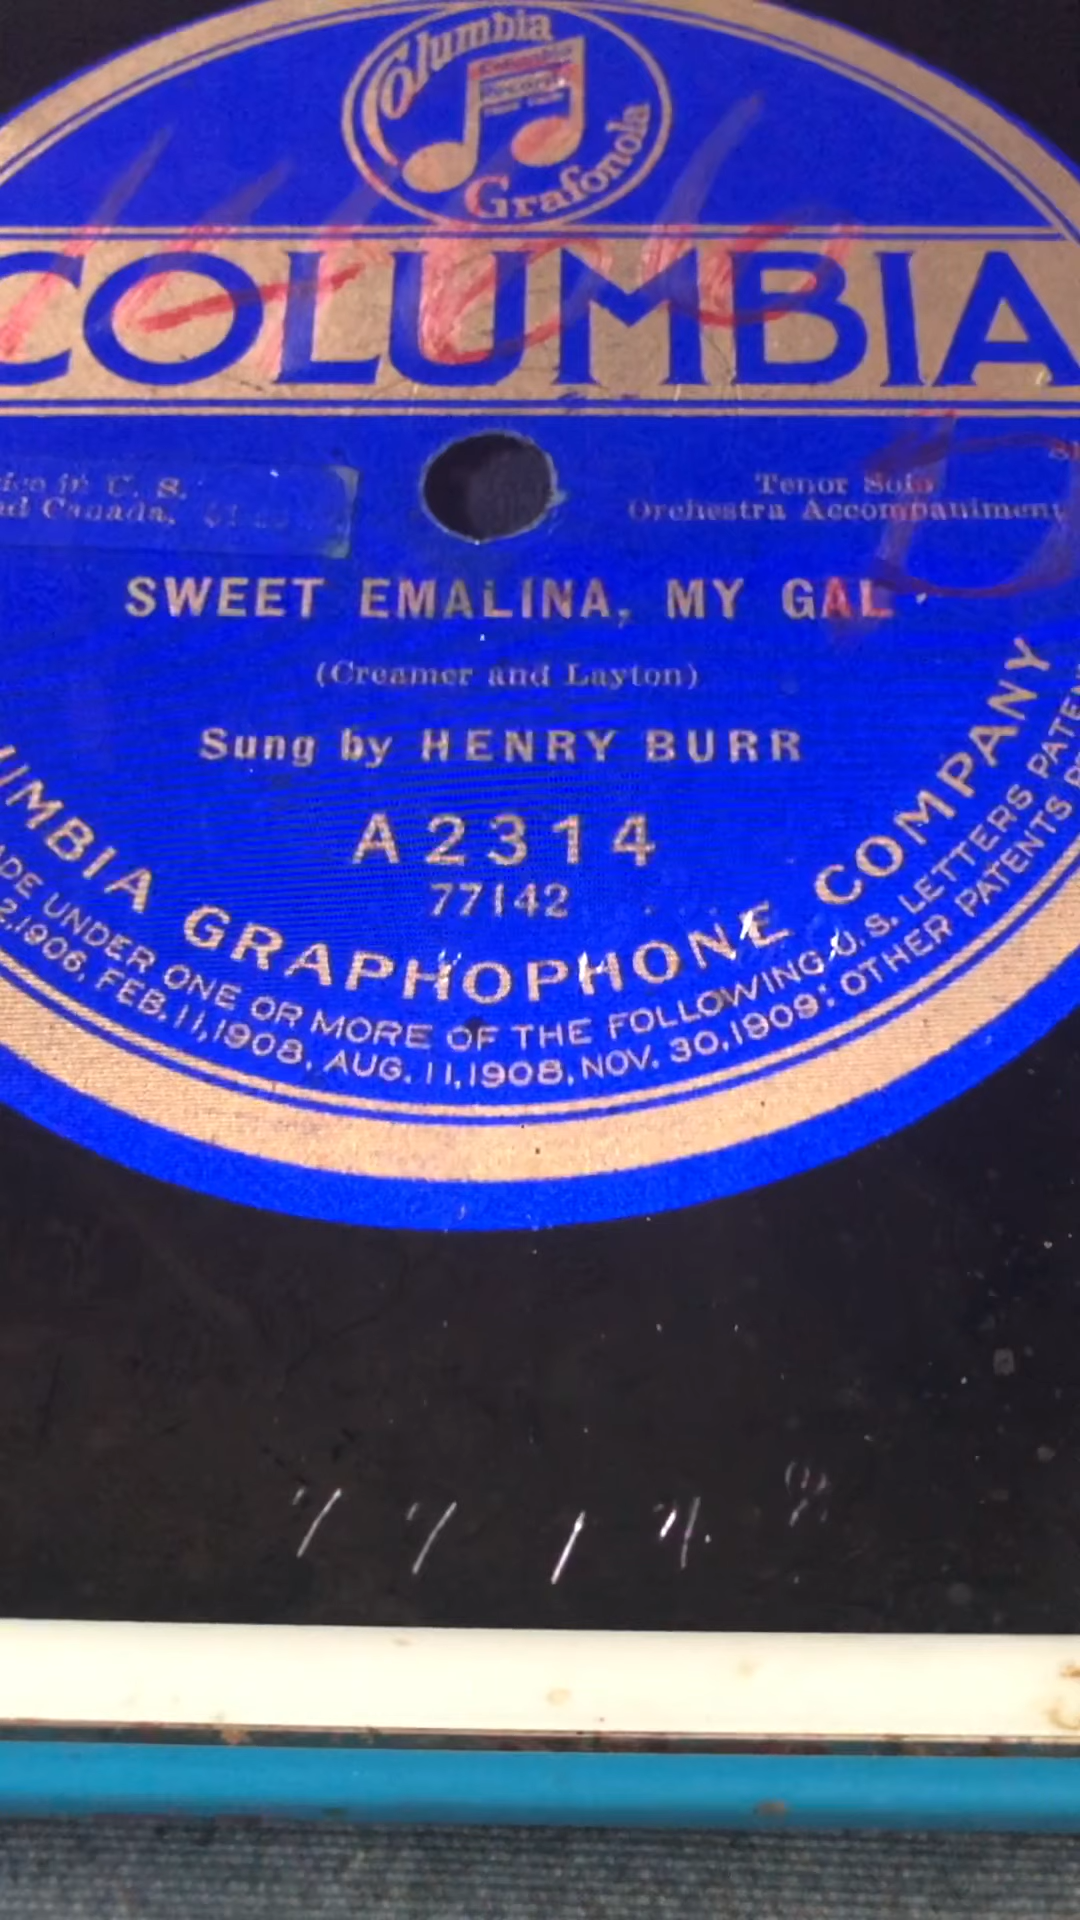 Columbia
Grafonola
COLUMBIA
in U. S.
Canada.
Tenor Solo
Orchestra Accompaniment
SWEET EMALINA, MY GAL
(Creamer and Layton)
Sung by HENRY BURR
A2314
77142
GRAPHOPHONE COMPANY
UNDER ONE OR MORE OF THE FOLLOWING U.S. LETTERS
1906, FEB. 11, 1908, AUG. 11, 1908, NOV. 30, 1909: OTHER PATENTS